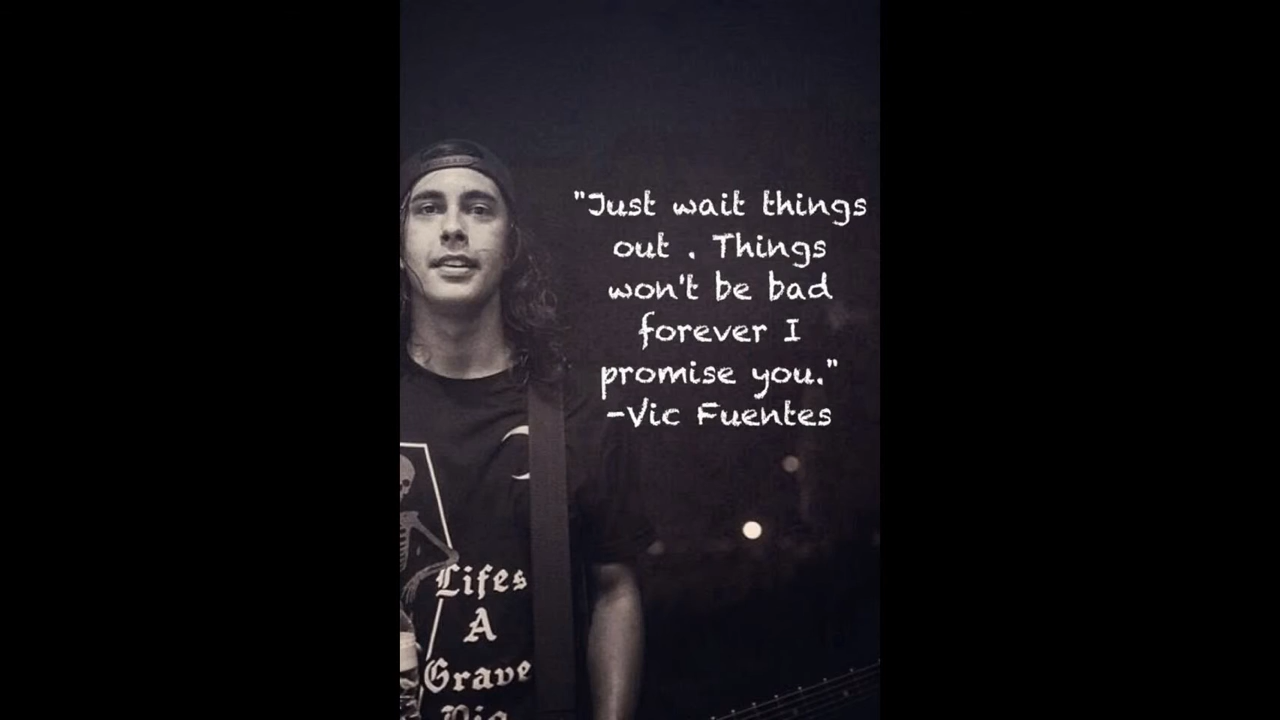 "Just wait things
out . Things
won't be bad
forever I
promise you."
-Vic Fuentes
Lifes
A
Grave